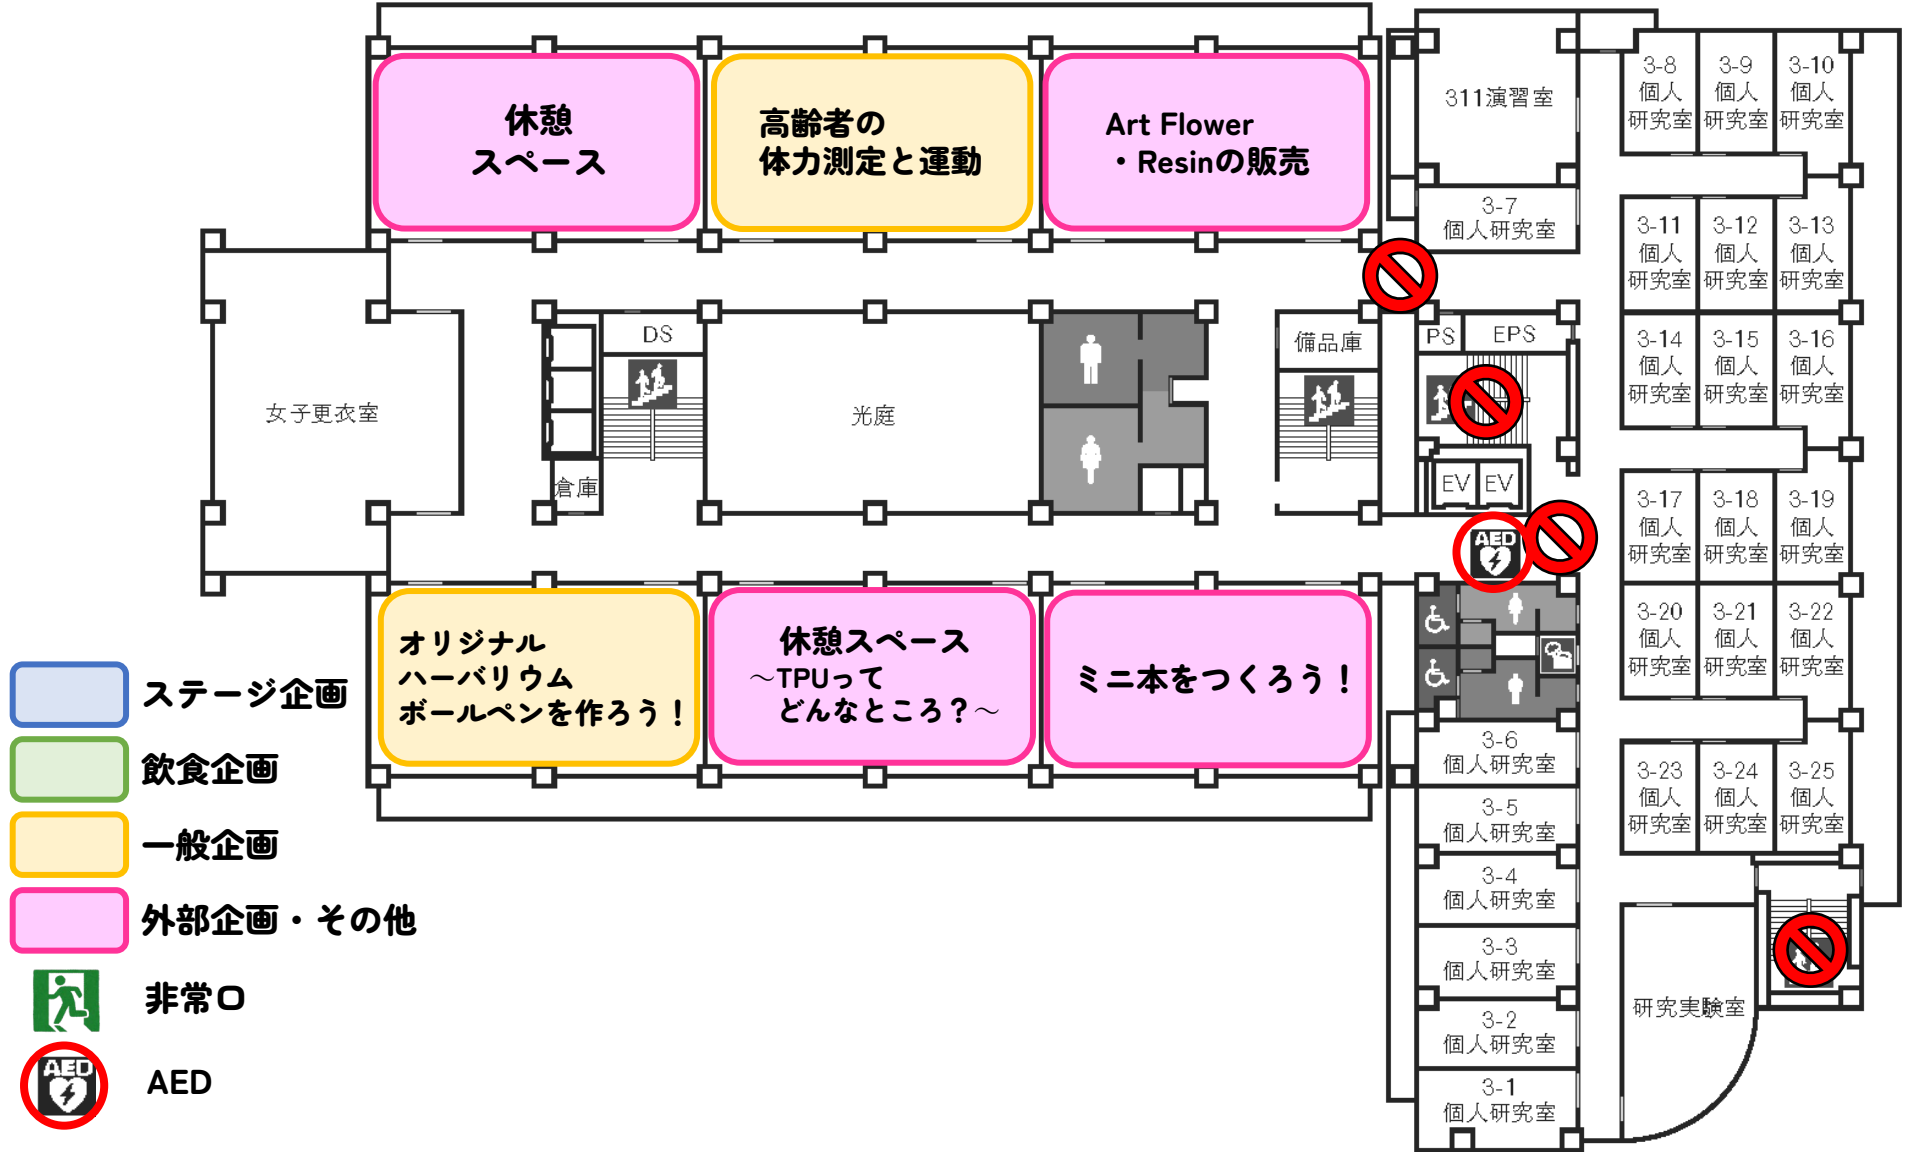 休憩
スペース
高齢者の
体力測定と運動
Art Flower
・Resinの販売
311演習室
3-7
個人研究室
3-8
個人
研究室
3-9
個人
研究室
3-10
個人
研究室
3-11
個人
研究室
3-12
個人
研究室
3-13
個人
研究室
DS
備品庫
PS
EPS
3-14
個人
研究室
3-15
個人
研究室
3-16
個人
研究室
女子更衣室
光庭
倉庫
EV
EV
AED
3-17
個人
研究室
3-18
個人
研究室
3-19
個人
研究室
オリジナル
ハーバリウム
ボールペンを作ろう！
休憩スペース
～TPUって
どんなところ？～
ミニ本をつくろう！
3-20
個人
研究室
3-21
個人
研究室
3-22
個人
研究室
3-6
個人研究室
3-23
個人
研究室
3-24
個人
研究室
3-25
個人
研究室
3-5
個人研究室
3-4
個人研究室
3-3
個人研究室
3-2
個人研究室
3-1
個人研究室
研究実験室
ステージ企画
飲食企画
一般企画
外部企画・その他
非常口
AED
AED